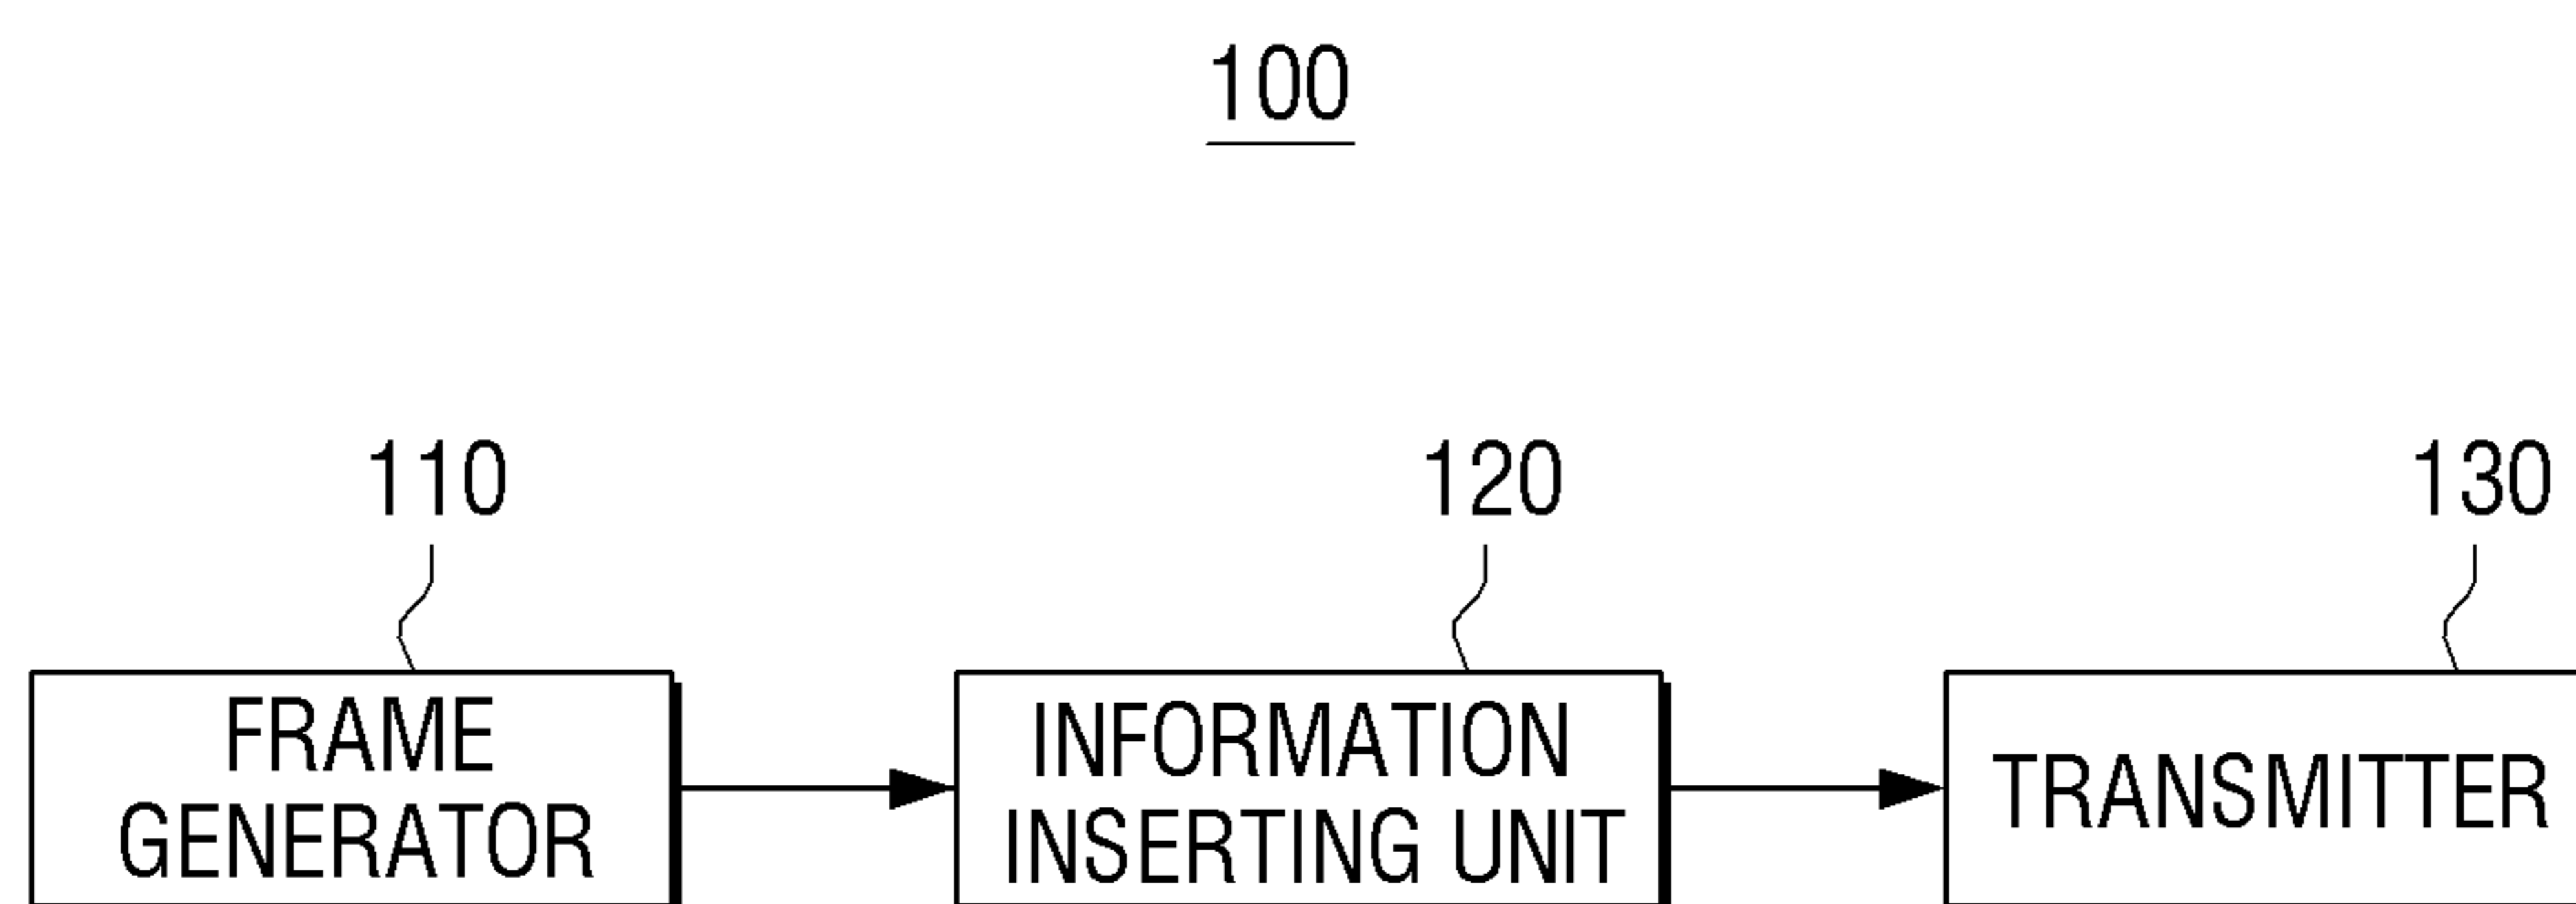 100
110
120
130
FRAME
GENERATOR
INFORMATION
INSERTING UNIT
TRANSMITTER